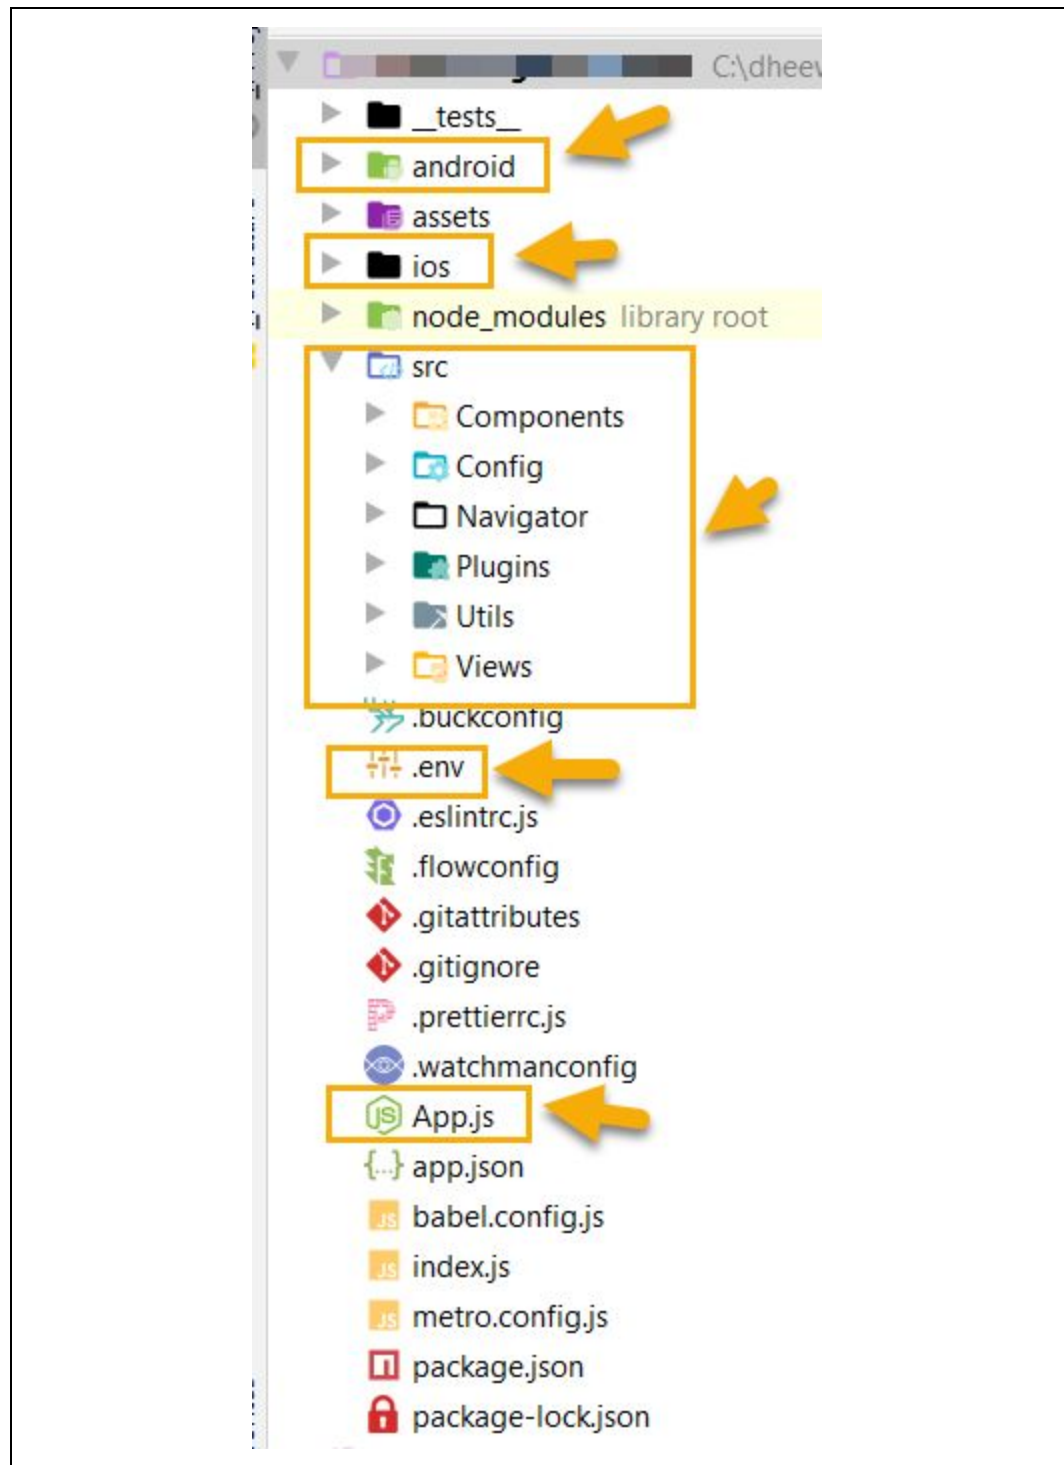 C:\dheev
__tests__
android
assets
ios
node_modules library root
src
Components
Config
Navigator
Plugins
Utils
Views
.buckconfig
.env
.eslintrc.js
.flowconfig
.gitattributes
.gitignore
.prettierrc.js
.watchmanconfig
App.js
app.json
babel.config.js
index.js
metro.config.js
package.json
package-lock.json